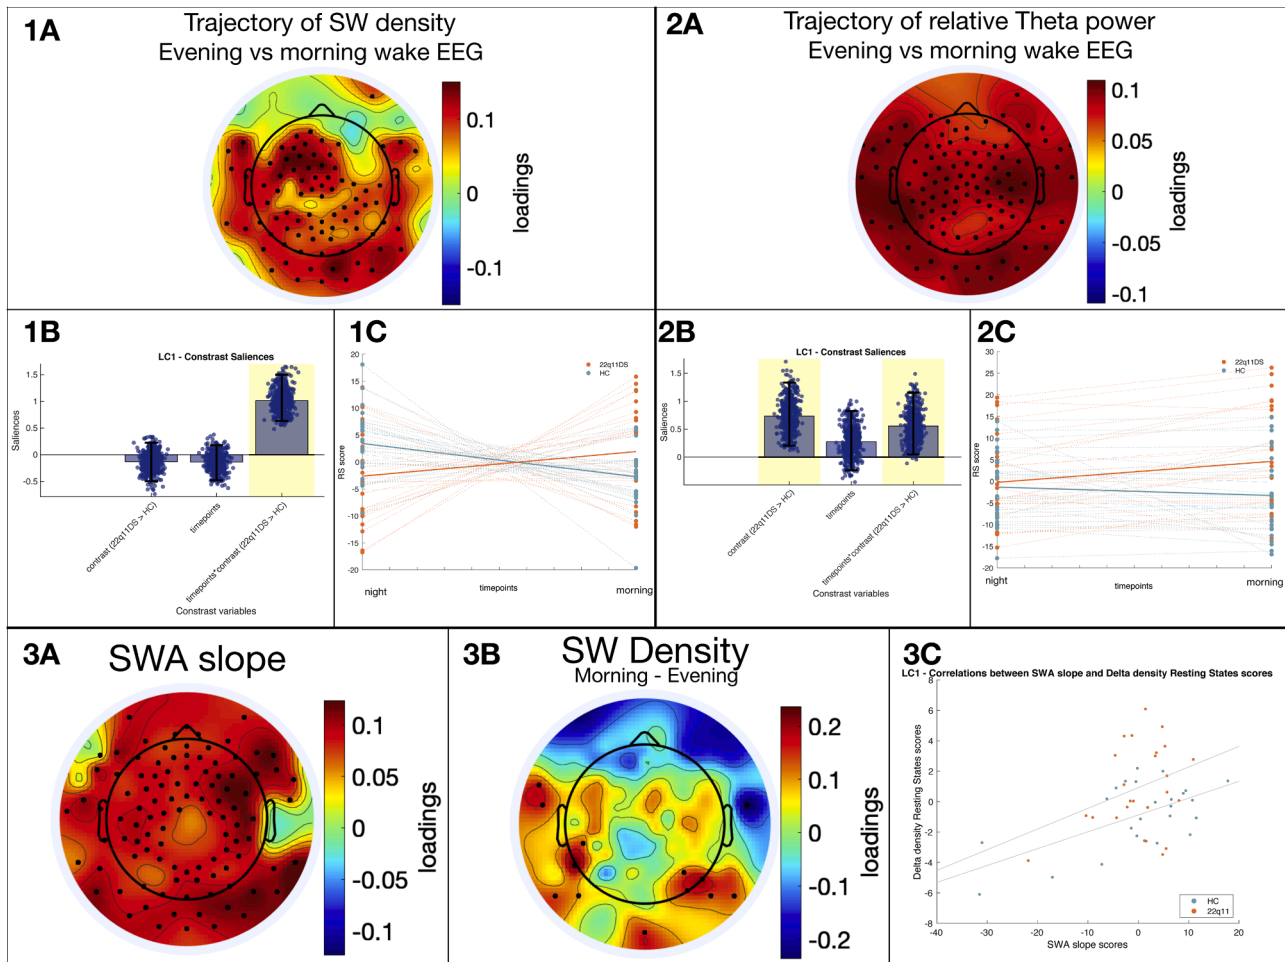 1A
Trajectory of SW density
Evening vs morning wake EEG
0.1
0
-0.1
loadings
2A
Trajectory of relative Theta power
Evening vs morning wake EEG
0.1
0.05
0
-0.05
-0.1
loadings
1B
LC1 - Constrast Saliences
Saliences
1.5
1
0.5
0
-0.5
contrast (22q11DS > HC)
timepoints
timepoints*contrast (22q11DS > HC)
Constrast variables
1C
22q11DS
HC
RS score
20
15
10
5
0
-5
-10
-15
-20
night
timepoints
morning
2B
LC1 - Constrast Saliences
Saliences
1.5
1
0.5
0
contrast (22q11DS > HC)
timepoints
timepoints*contrast (22q11DS > HC)
Constrast variables
2C
22q11DS
HC
RS score
30
25
20
15
10
5
0
-5
-10
-15
-20
night
timepoints
morning
3A
SWA slope
0.1
0.05
0
-0.05
-0.1
loadings
3B
SW Density
Morning - Evening
0.2
0.1
0
-0.1
-0.2
loadings
3C
LC1 - Correlations between SWA slope and Delta density Resting States scores
Delta density Resting States scores
8
6
4
2
0
-2
-4
-6
-8
-40
-30
-20
-10
0
10
20
SWA slope scores
HC
22q11